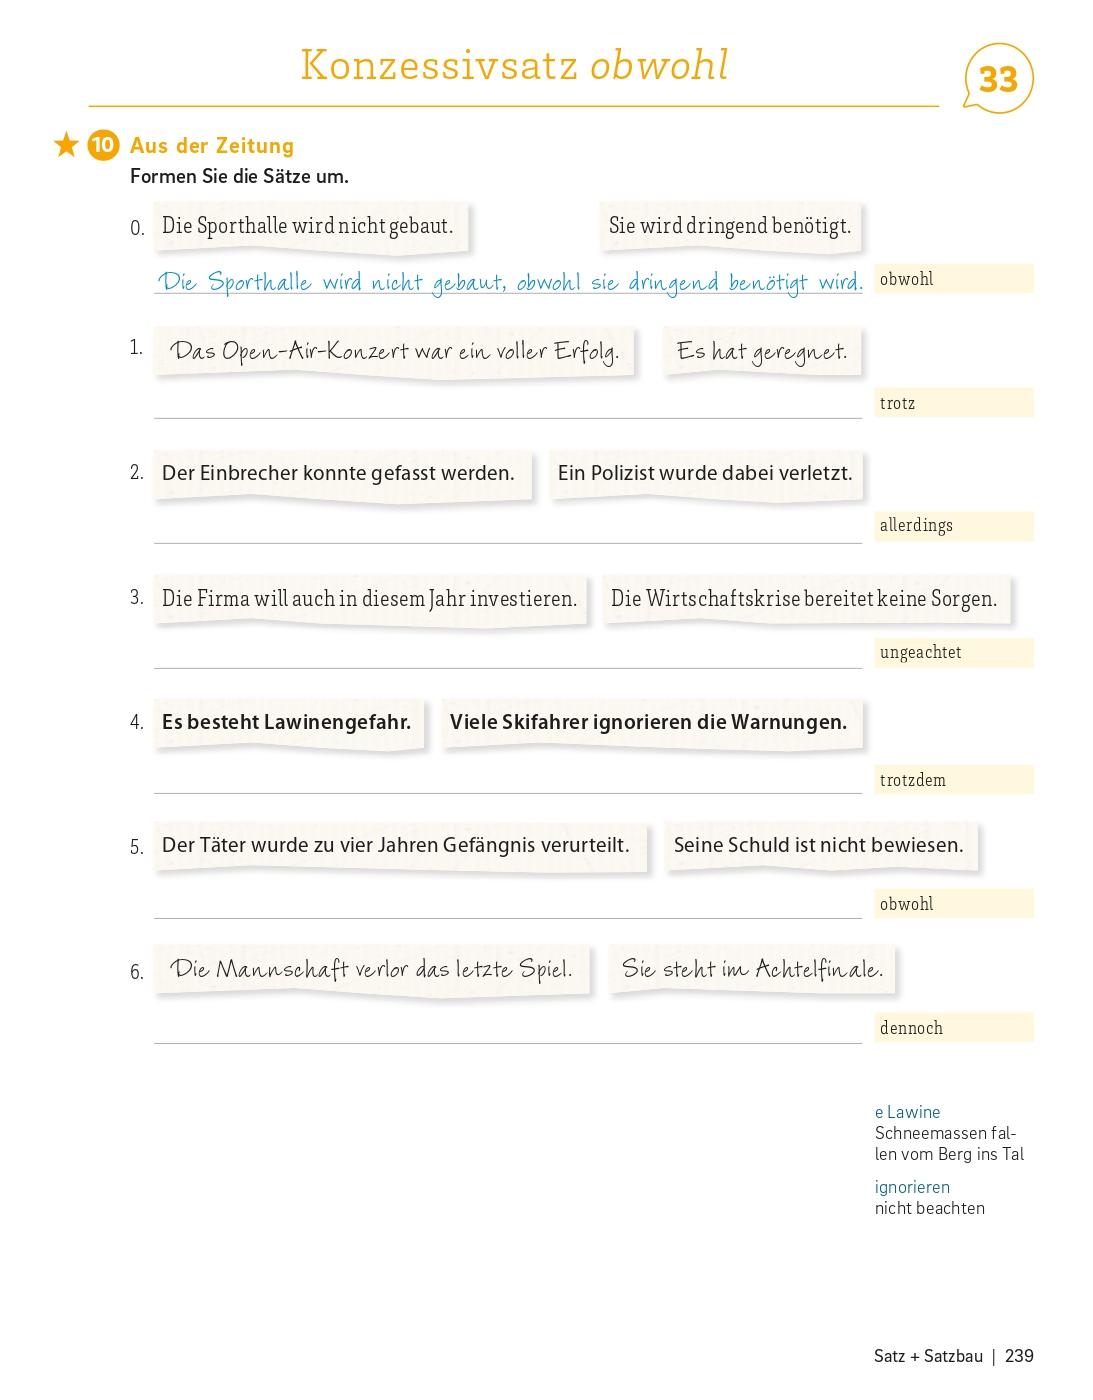 Konzessivsatz obwohl
33
10 Aus der Zeitung
Formen Sie die Sätze um.
0. Die Sporthalle wird nicht gebaut. Sie wird dringend benötigt.
Die Sporthalle wird nicht gebaut, obwohl sie dringend benötigt wird. obwohl
1. Das Open-Air-Konzert war ein voller Erfolg. Es hat geregnet.
trotz
2. Der Einbrecher konnte gefasst werden. Ein Polizist wurde dabei verletzt.
allerdings
3. Die Firma will auch in diesem Jahr investieren. Die Wirtschaftskrise bereitet keine Sorgen.
ungeachtet
4. Es besteht Lawinengefahr. Viele Skifahrer ignorieren die Warnungen.
trotzdem
5. Der Täter wurde zu vier Jahren Gefängnis verurteilt. Seine Schuld ist nicht bewiesen.
obwohl
6. Die Mannschaft verlor das letzte Spiel. Sie steht im Achtelfinale.
dennoch
e Lawine
Schneemassen fal-
len vom Berg ins Tal
ignorieren
nicht beachten
Satz + Satzbau | 239